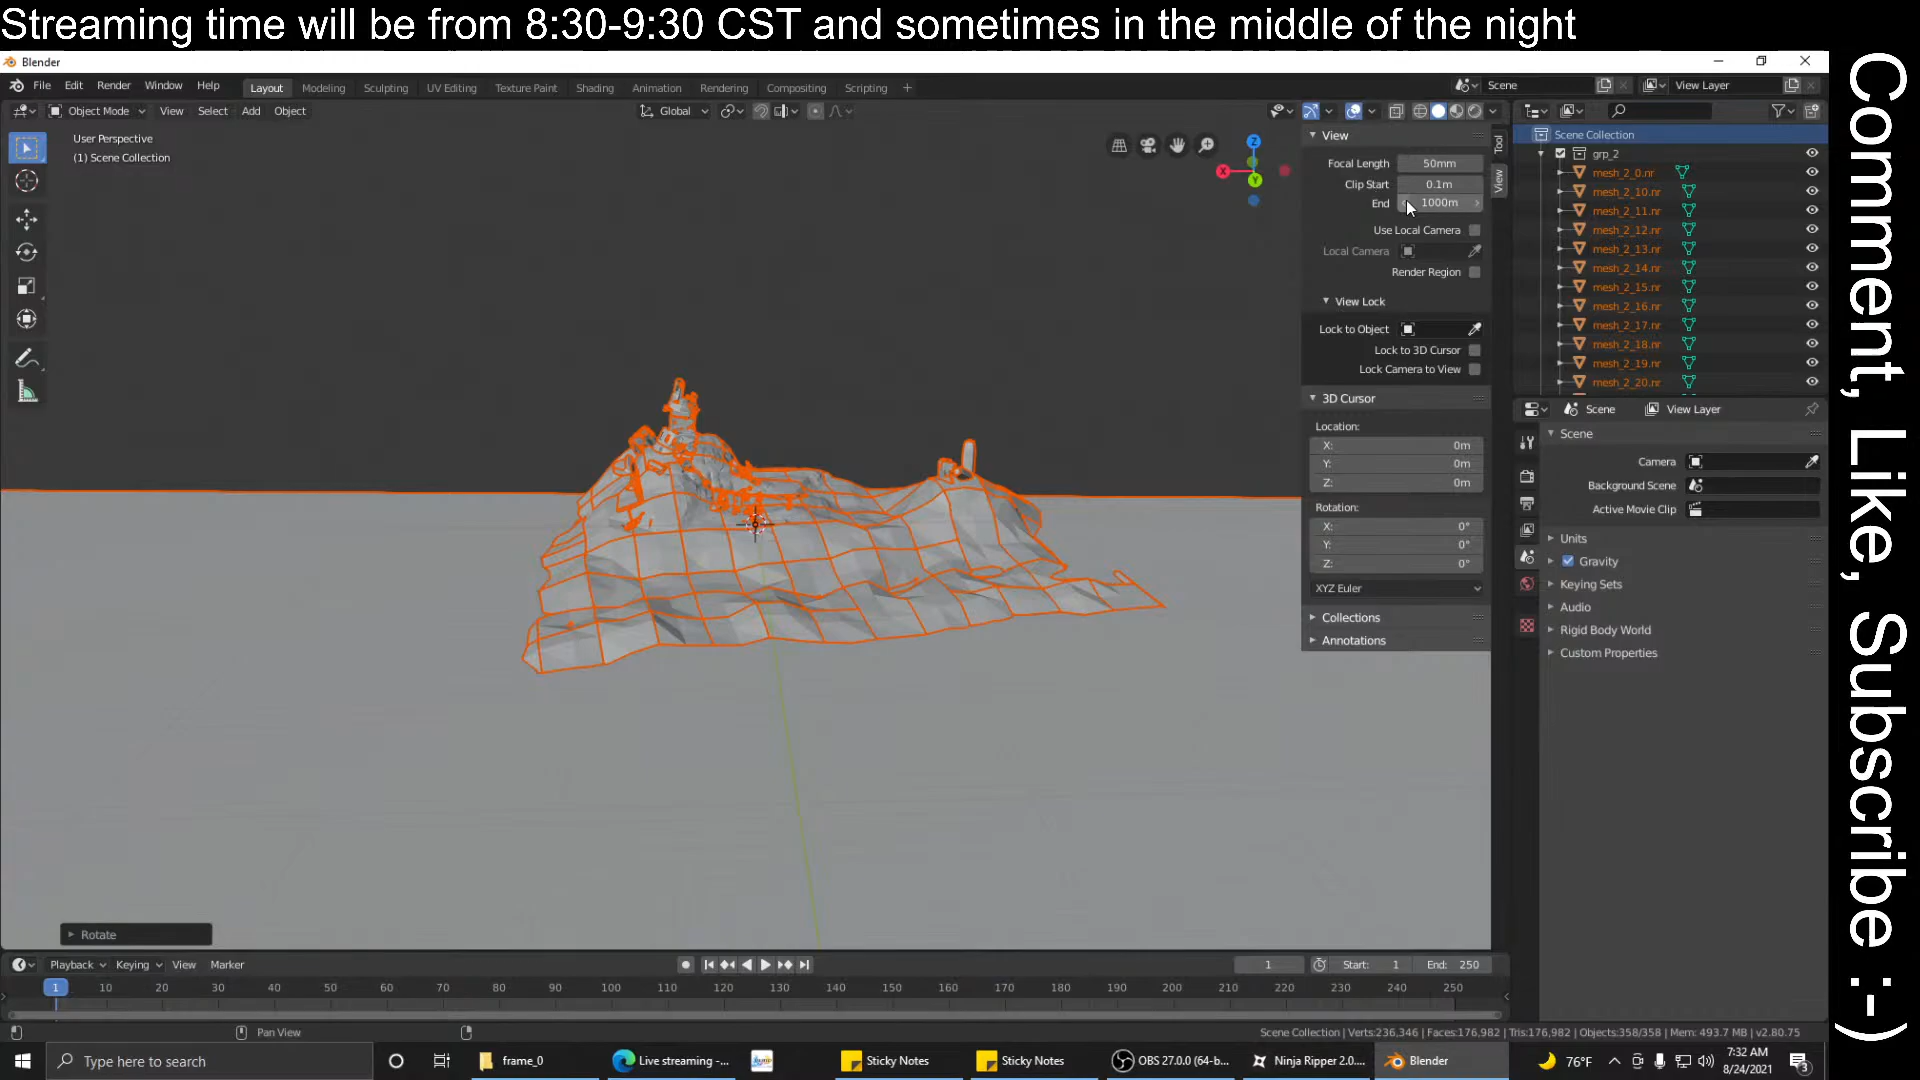 Streaming time will be from 8:30-9:30 CST and sometimes in the middle of the night
Comment, Like, Subscribe :-)
Blender
File Edit Render Window Help
Layout Modeling Sculpting UV Editing Texture Paint Shading Animation Rendering Compositing Scripting +
Scene
View Layer
Object Mode View Select Add Object
Global
User Perspective
(1) Scene Collection
X
Y
Z
View
Focal Length 50mm
Clip Start 0.1m
End 1000m
Use Local Camera
Local Camera
Render Region
View Lock
Lock to Object
Lock to 3D Cursor
Lock Camera to View
3D Cursor
Location:
X: 0m
Y: 0m
Z: 0m
Rotation:
X: 0°
Y: 0°
Z: 0°
XYZ Euler
Collections
Annotations
Tool
View
Scene Collection
grp_2
mesh_2_0.nr
mesh_2_10.nr
mesh_2_11.nr
mesh_2_12.nr
mesh_2_13.nr
mesh_2_14.nr
mesh_2_15.nr
mesh_2_16.nr
mesh_2_17.nr
mesh_2_18.nr
mesh_2_19.nr
mesh_2_20.nr
Scene View Layer
Scene
Camera
Background Scene
Active Movie Clip
Units
Gravity
Keying Sets
Audio
Rigid Body World
Custom Properties
Rotate
Playback Keying View Marker
1 Start: 1 End: 250
1 10 20 30 40 50 60 70 80 90 100 110 120 130 140 150 160 170 180 190 200 210 220 230 240 250
Pan View
Scene Collection | Verts:236,346 | Faces:176,982 | Tris:176,982 | Objects:358/358 | Mem: 493.7 MB | v2.80.75
Type here to search
frame_0
Live streaming -...
Sticky Notes
Sticky Notes
OBS 27.0.0 (64-b...
Ninja Ripper 2.0....
Blender
76°F
7:32 AM
8/24/2021
3